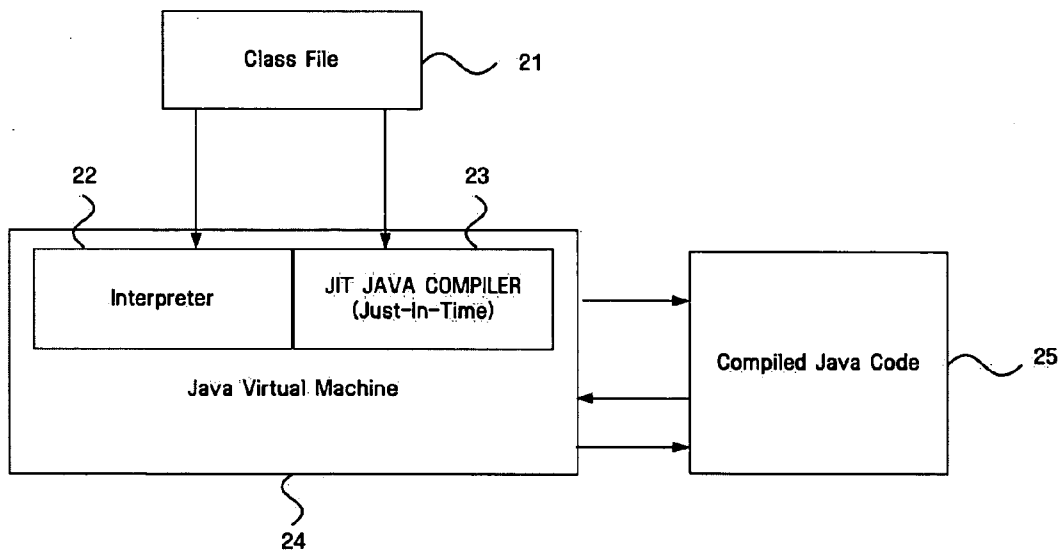 Class File
21
22
23
Interpreter
JIT JAVA COMPILER
(Just-In-Time)
Java Virtual Machine
Compiled Java Code
25
24